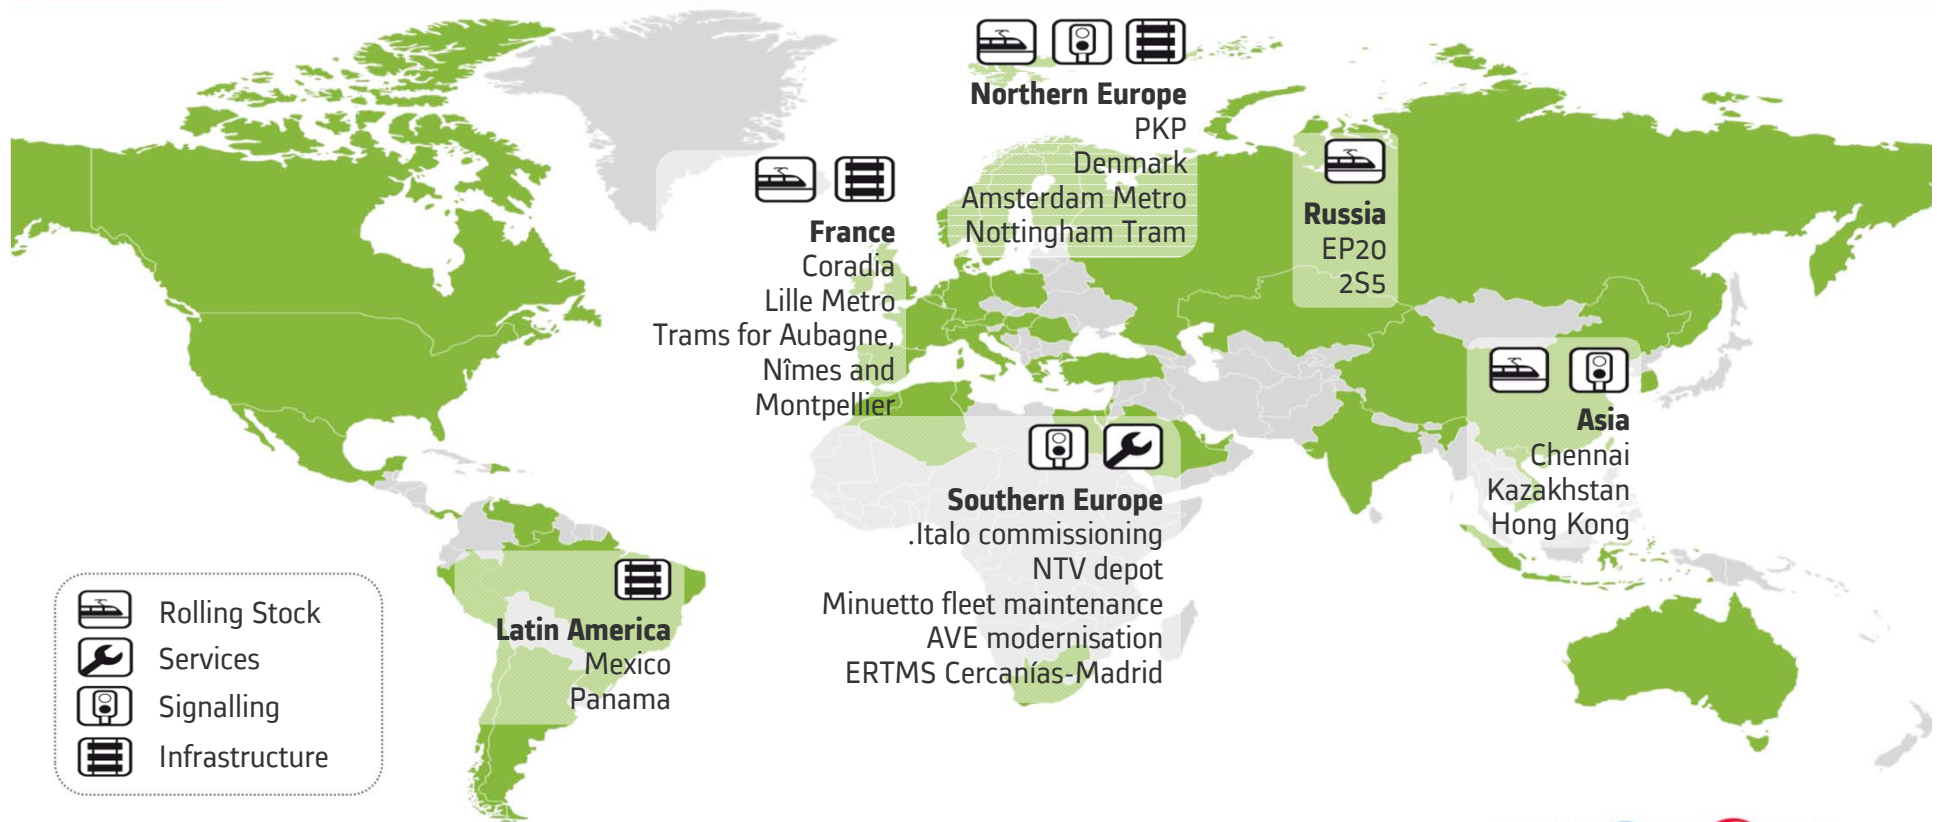 Northern Europe
PKP
Denmark
Amsterdam Metro
Nottingham Tram
France
Coradia
Lille Metro
Trams for Aubagne,
Nîmes and
Montpellier
Russia
EP20
2S5
Asia
Chennai
Kazakhstan
Hong Kong
Southern Europe
.Italo commissioning
NTV depot
Minuetto fleet maintenance
AVE modernisation
ERTMS Cercanías-Madrid
Latin America
Mexico
Panama
Rolling Stock
Services
Signalling
Infrastructure